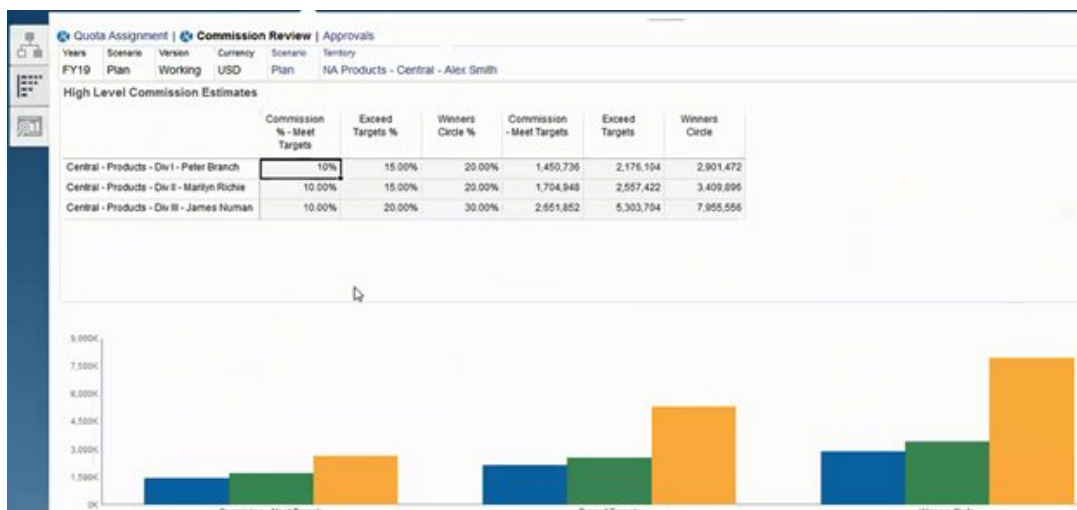 Quota Assignment | Commission Review | Approvals
Years Scenario Version Currency Scenario Territory
FY19 Plan Working USD Plan NA Products - Central - Alex Smith
High Level Commission Estimates
Commission % - Meet Targets Exceed Targets % Winners Circle % Commission - Meet Targets Exceed Targets Winners Circle
Central - Products - Div I - Peter Branch 10% 15.00% 20.00% 1,450,736 2,176,104 2,901,472
Central - Products - Div II - Marilyn Richie 10.00% 15.00% 20.00% 1,704,948 2,557,422 3,409,896
Central - Products - Div III - James Numan 10.00% 20.00% 30.00% 2,651,852 5,303,704 7,955,556
9,000K
7,500K
6,000K
4,500K
3,000K
1,500K
0K